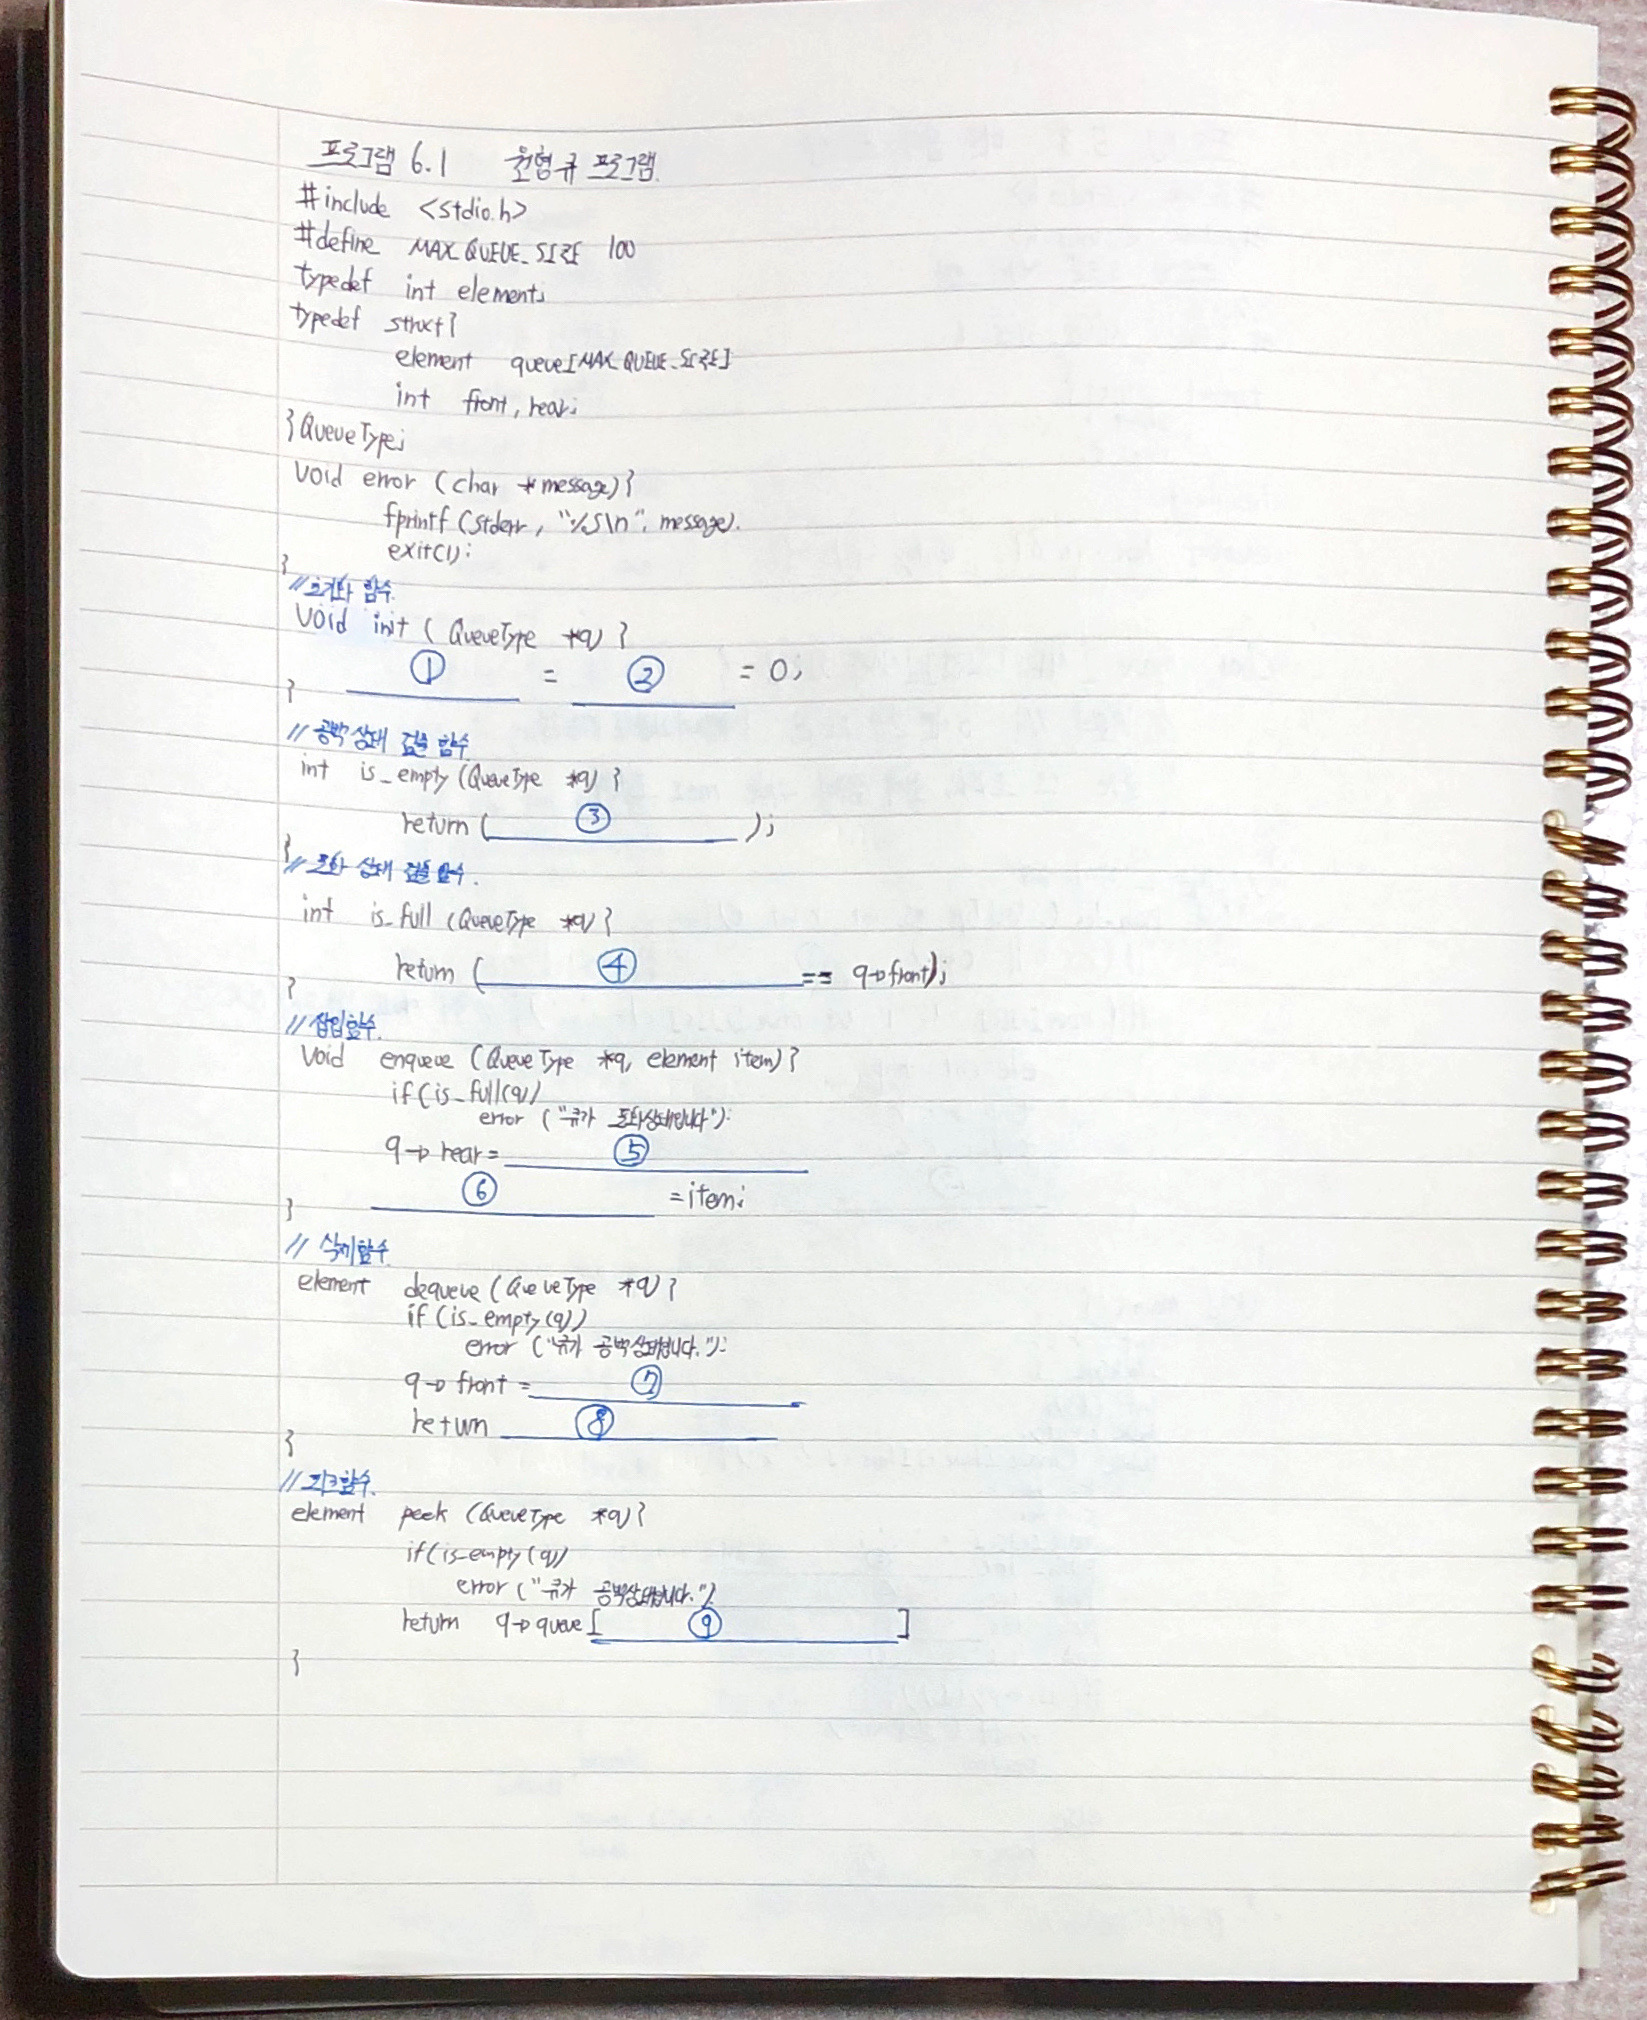 프로그램 6.1 원형큐 프로그램.
#include <stdio.h>
#define MAX_QUEUE_SIZE 100
typedef int element;
typedef struct{
element queue[MAX_QUEUE_SIZE]
int front, rear;
}QueueType;
void error (char *message){
fprintf (stderr, "%s\n", message).
exit(1);
}
//초기화 함수.
void init ( QueueType *q) {
① = ② = 0;
}
// 공백 상태 검출 함수.
int is_empty (QueueType *q) {
return ( ③ );
}
// 포화 상태 검출 함수.
int is_full (QueueType *q) {
return ( ④ == q→front);
}
//삽입함수.
void enqueue (QueueType *q, element item){
if(is_full(q)
error ("큐가 포화상태입니다");
q→ rear = ⑤
⑥ = item;
}
// 삭제함수.
element dequeue (QueueType *q) {
if (is_empty(q))
error ("큐가 공백상태입니다.");
q→ front = ⑦
return ⑧
}
//피크함수.
element peek (QueueType *q){
if(is_empty(q)
error ("큐가 공백상태입니다.")
return q→queue[ ⑨ ]
}